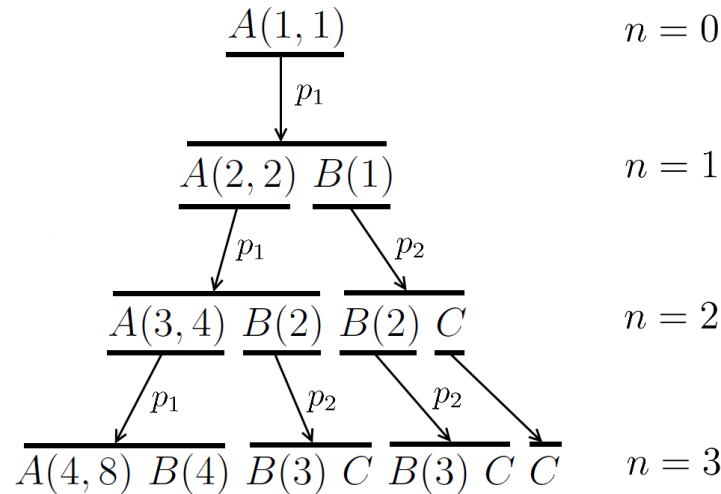 A(1, 1) n = 0
p₁
A(2, 2) B(1) n = 1
p₁ p₂
A(3, 4) B(2) B(2) C n = 2
p₁ p₂ p₂
A(4, 8) B(4) B(3) C B(3) C C n = 3